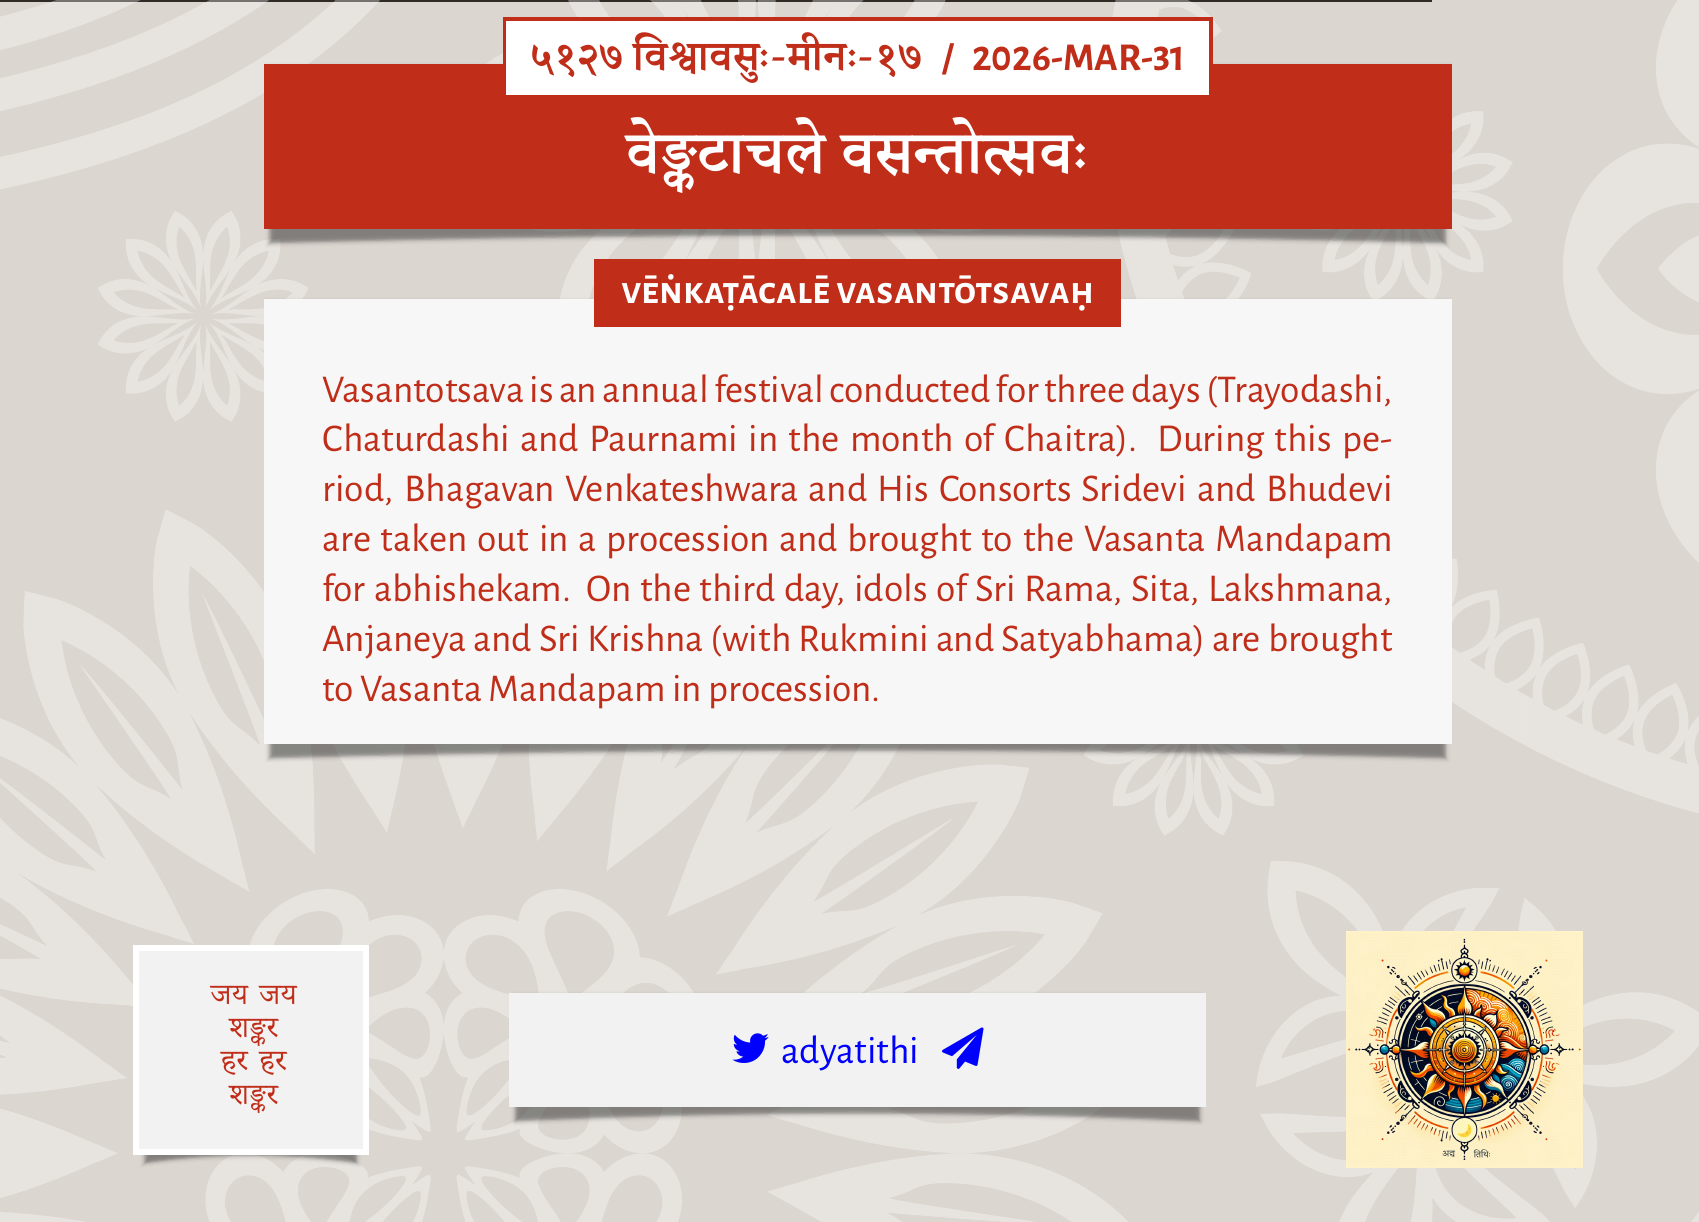 ५१२७ विश्वावसुः-मीनः-१७ / 2026-MAR-31
वेङ्कटाचले वसन्तोत्सवः
VĒṄKAṬĀCALĒ VASANTŌTSAVAḤ
Vasantotsava is an annual festival conducted for three days (Trayodashi,
Chaturdashi and Paurnami in the month of Chaitra). During this pe-
riod, Bhagavan Venkateshwara and His Consorts Sridevi and Bhudevi
are taken out in a procession and brought to the Vasanta Mandapam
for abhishekam. On the third day, idols of Sri Rama, Sita, Lakshmana,
Anjaneya and Sri Krishna (with Rukmini and Satyabhama) are brought
to Vasanta Mandapam in procession.
जय जय
शङ्कर
हर हर
शङ्कर
adyatithi
अद्य तिथिः